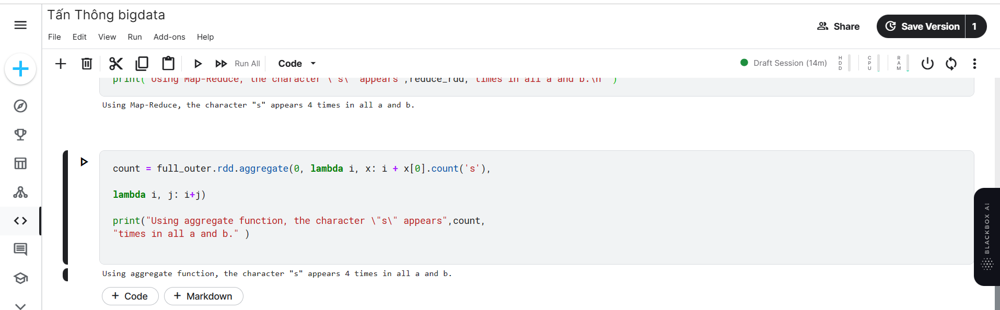 Tấn Thông bigdata
File Edit View Run Add-ons Help
Share
Save Version 1
Run All
Code
Draft Session (14m)
HDD
CPU
RAM
print("Using Map-Reduce, the character \"s\" appears",reduce_rdd,"times in all a and b.\n" )
Using Map-Reduce, the character "s" appears 4 times in all a and b.
count = full_outer.rdd.aggregate(0, lambda i, x: i + x[0].count('s'),
lambda i, j: i+j)
print("Using aggregate function, the character \"s\" appears",count,
"times in all a and b." )
Using aggregate function, the character "s" appears 4 times in all a and b.
+ Code
+ Markdown
BLACKBOX AI